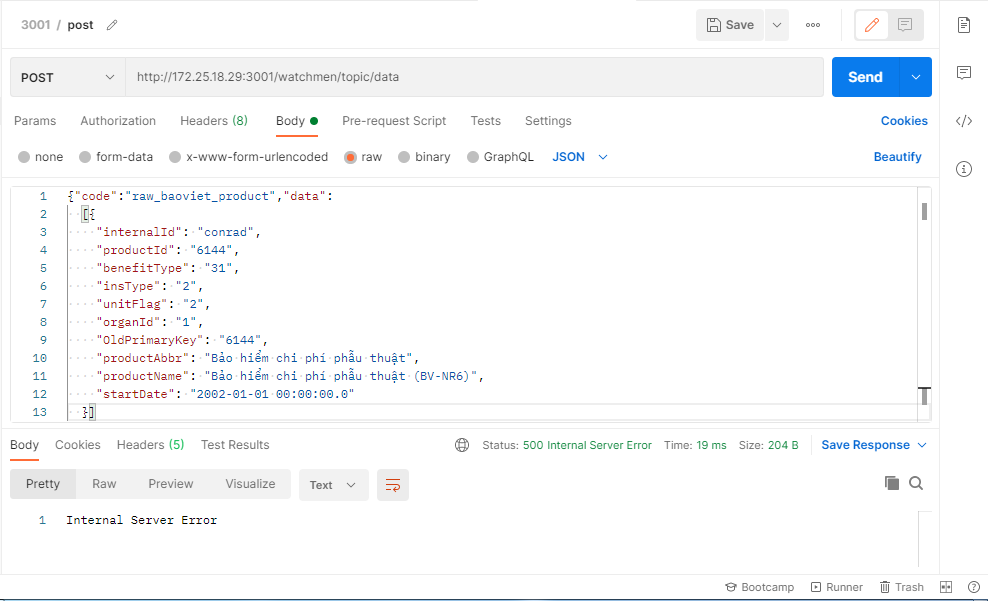 3001 / post
Save
POST http://172.25.18.29:3001/watchmen/topic/data Send
Params Authorization Headers (8) Body Pre-request Script Tests Settings Cookies
none form-data x-www-form-urlencoded raw binary GraphQL JSON Beautify
1 {"code":"raw_baoviet_product","data":
2 [{
3 "internalId": "conrad",
4 "productId": "6144",
5 "benefitType": "31",
6 "insType": "2",
7 "unitFlag": "2",
8 "organId": "1",
9 "OldPrimaryKey": "6144",
10 "productAbbr": "Bảo hiểm chi phí phẫu thuật",
11 "productName": "Bảo hiểm chi phí phẫu thuật (BV-NR6)",
12 "startDate": "2002-01-01 00:00:00.0"
13 }]
Body Cookies Headers (5) Test Results Status: 500 Internal Server Error Time: 19 ms Size: 204 B Save Response
Pretty Raw Preview Visualize Text
1 Internal Server Error
Bootcamp Runner Trash